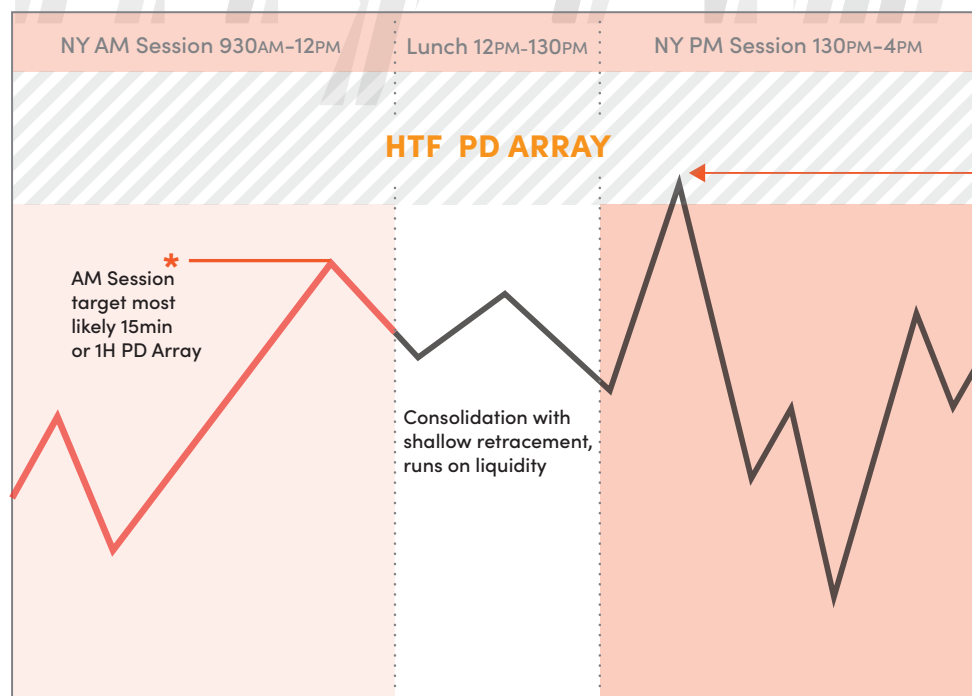 NY AM Session 930AM-12PM
Lunch 12PM-130PM
NY PM Session 130PM-4PM
HTF PD ARRAY
*
AM Session
target most
likely 15min
or 1H PD Array
Consolidation with
shallow retracement,
runs on liquidity